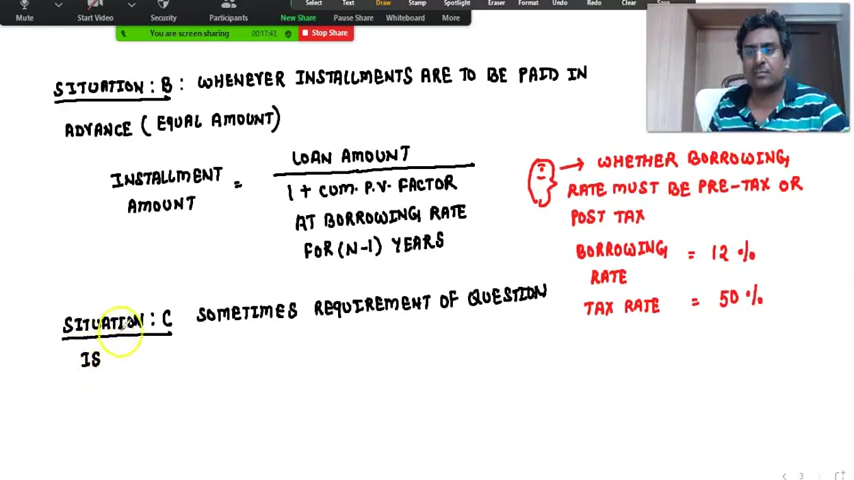 Select
Text
Draw
Stamp
Spotlight
Eraser
Format
Undo
Redo
Mute
Start Video
Security
Participants
New Share
Pause Share
Whiteboard
More
You are screen sharing
00:17:43
Stop Share
SITUATION : B : WHENEVER INSTALLMENTS ARE TO BE PAID IN
ADVANCE ( EQUAL AMOUNT)
INSTALLMENT
AMOUNT
=
LOAN AMOUNT
1 + CUM. P.V. FACTOR
AT BORROWING RATE
FOR (N-1) YEARS
→ WHETHER BORROWING
RATE MUST BE PRE-TAX OR
POST TAX
BORROWING
RATE
= 12 %
TAX RATE = 50 %
SITUATION : C SOMETIMES REQUIREMENT OF QUESTION
IS
3